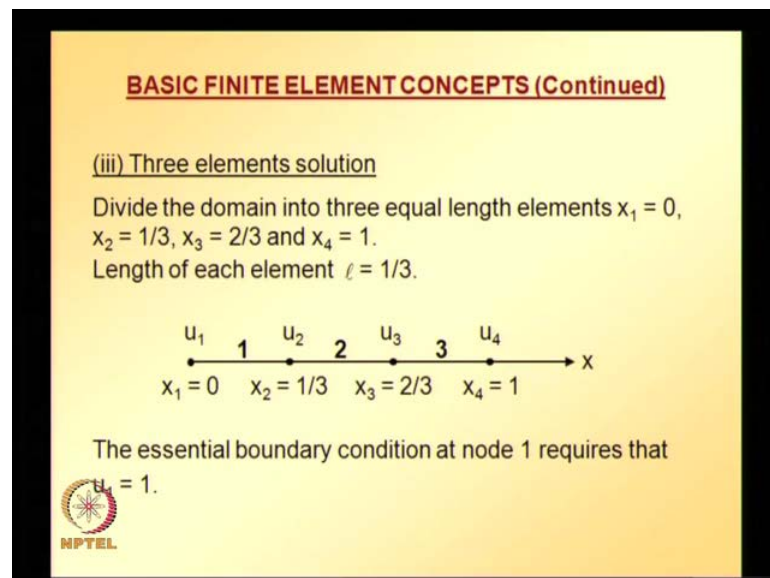 BASIC FINITE ELEMENT CONCEPTS (Continued)
(iii) Three elements solution
Divide the domain into three equal length elements x₁ = 0,
x₂ = 1/3, x₃ = 2/3 and x₄ = 1.
Length of each element ℓ = 1/3.
u₁ 1 u₂ 2 u₃ 3 u₄
x
x₁ = 0 x₂ = 1/3 x₃ = 2/3 x₄ = 1
The essential boundary condition at node 1 requires that
u₁ = 1.
NPTEL